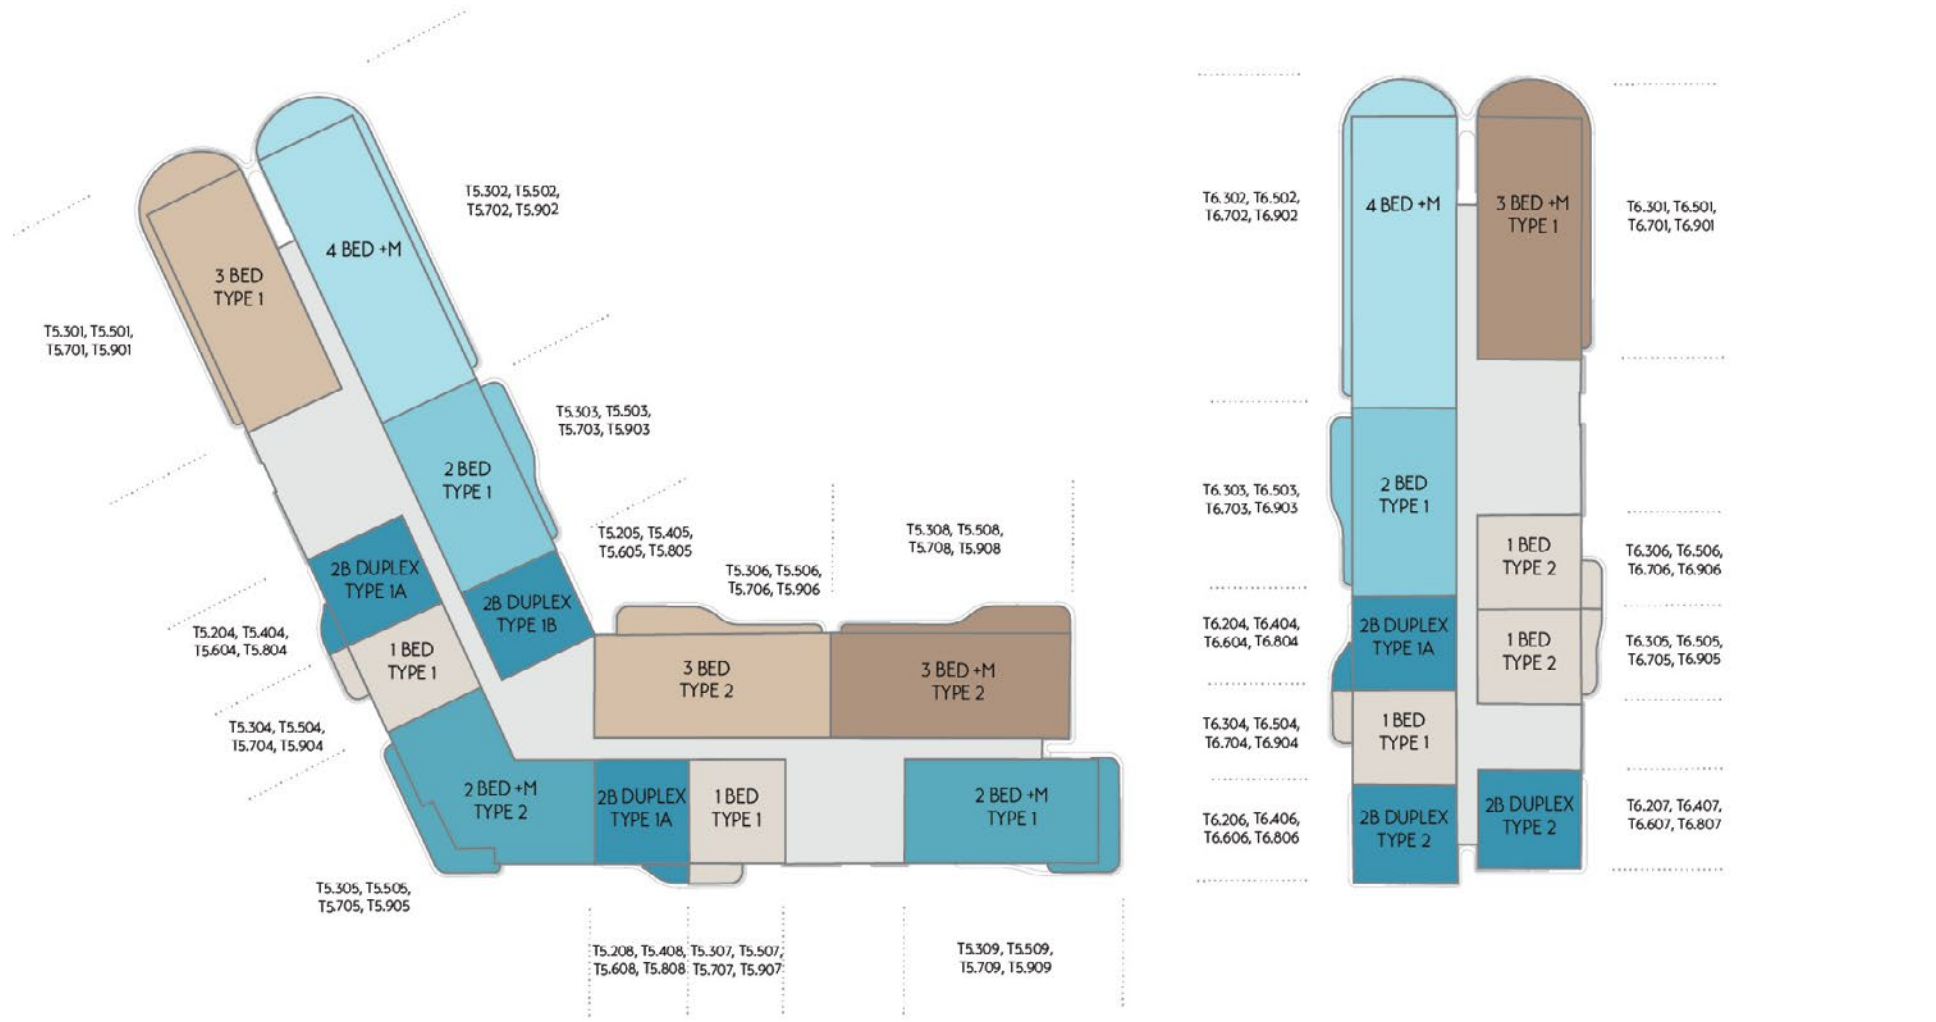 T5.302, T5.502,
T5.702, T5.902
4 BED +M
3 BED
TYPE 1
T5.301, T5.501,
T5.701, T5.901
T5.303, T5.503,
T5.703, T5.903
2 BED
TYPE 1
T5.205, T5.405,
T5.605, T5.805
T5.306, T5.506,
T5.706, T5.906
T5.308, T5.508,
T5.708, T5.908
2B DUPLEX
TYPE 1A
2B DUPLEX
TYPE 1B
T5.204, T5.404,
T5.604, T5.804
1 BED
TYPE 1
3 BED
TYPE 2
3 BED +M
TYPE 2
T5.304, T5.504,
T5.704, T5.904
2 BED +M
TYPE 2
2B DUPLEX
TYPE 1A
1 BED
TYPE 1
2 BED +M
TYPE 1
T5.305, T5.505,
T5.705, T5.905
T5.208, T5.408,
T5.608, T5.808
T5.307, T5.507,
T5.707, T5.907
T5.309, T5.509,
T5.709, T5.909
T6.302, T6.502,
T6.702, T6.902
4 BED +M
3 BED +M
TYPE 1
T6.301, T6.501,
T6.701, T6.901
T6.303, T6.503,
T6.703, T6.903
2 BED
TYPE 1
1 BED
TYPE 2
T6.306, T6.506,
T6.706, T6.906
T6.204, T6.404,
T6.604, T6.804
2B DUPLEX
TYPE 1A
1 BED
TYPE 2
T6.305, T6.505,
T6.705, T6.905
T6.304, T6.504,
T6.704, T6.904
1 BED
TYPE 1
T6.206, T6.406,
T6.606, T6.806
2B DUPLEX
TYPE 2
2B DUPLEX
TYPE 2
T6.207, T6.407,
T6.607, T6.807